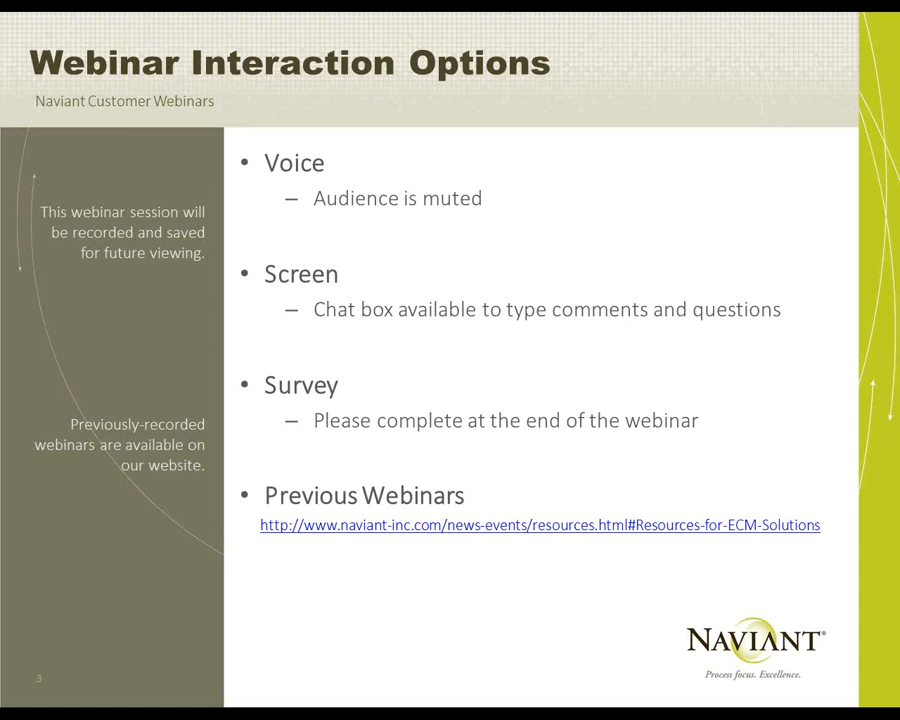 Webinar Interaction Options
Naviant Customer Webinars
This webinar session will
be recorded and saved
for future viewing.
Previously-recorded
webinars are available on
our website.
• Voice
– Audience is muted
• Screen
– Chat box available to type comments and questions
• Survey
– Please complete at the end of the webinar
• Previous Webinars
http://www.naviant-inc.com/news-events/resources.html#Resources-for-ECM-Solutions
NAVIANT®
Process focus. Excellence.
3